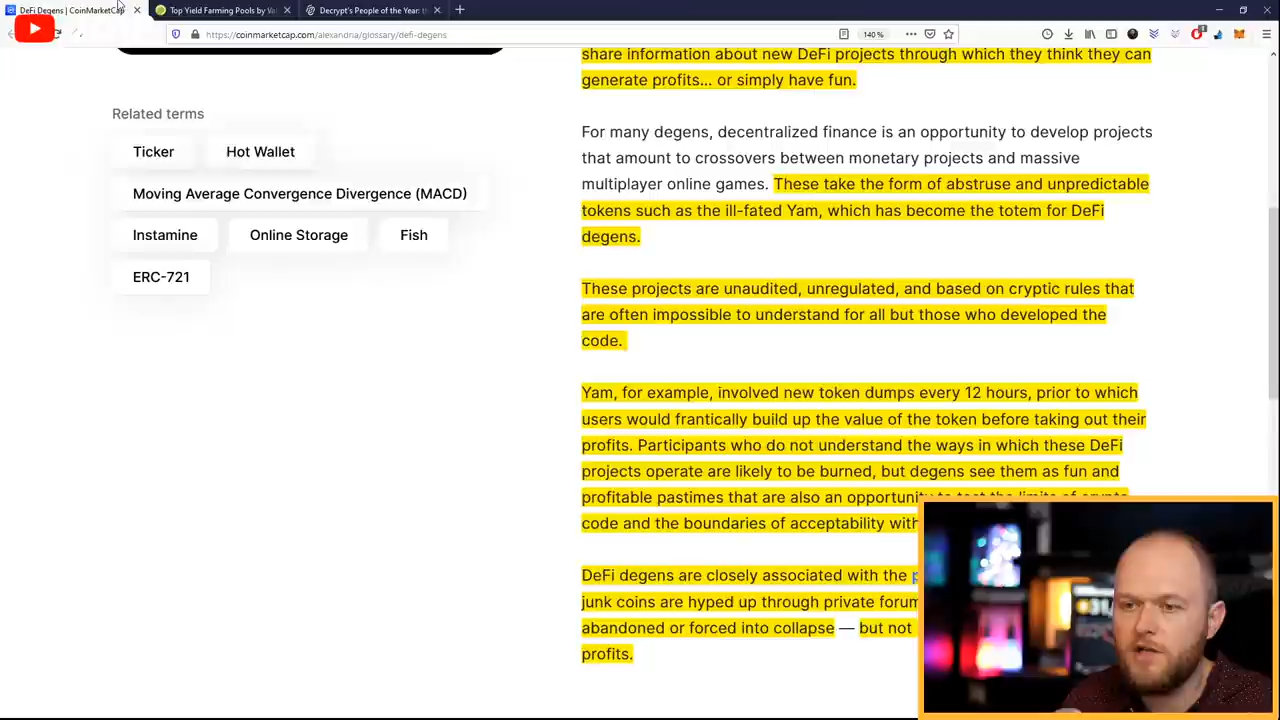 DeFi Degens | CoinMarketCap
Top Yield Farming Pools by Val
Decrypt's People of the Year: th
https://coinmarketcap.com/alexandria/glossary/defi-degens
140%
share information about new DeFi projects through which they think they can
generate profits... or simply have fun.
Related terms
Ticker
Hot Wallet
Moving Average Convergence Divergence (MACD)
Instamine
Online Storage
Fish
ERC-721
For many degens, decentralized finance is an opportunity to develop projects
that amount to crossovers between monetary projects and massive
multiplayer online games. These take the form of abstruse and unpredictable
tokens such as the ill-fated Yam, which has become the totem for DeFi
degens.
These projects are unaudited, unregulated, and based on cryptic rules that
are often impossible to understand for all but those who developed the
code.
Yam, for example, involved new token dumps every 12 hours, prior to which
users would frantically build up the value of the token before taking out their
profits. Participants who do not understand the ways in which these DeFi
projects operate are likely to be burned, but degens see them as fun and
profitable pastimes that are also an opportunity to test the limits of crypto
code and the boundaries of acceptability with
DeFi degens are closely associated with the
junk coins are hyped up through private forum
abandoned or forced into collapse — but not
profits.